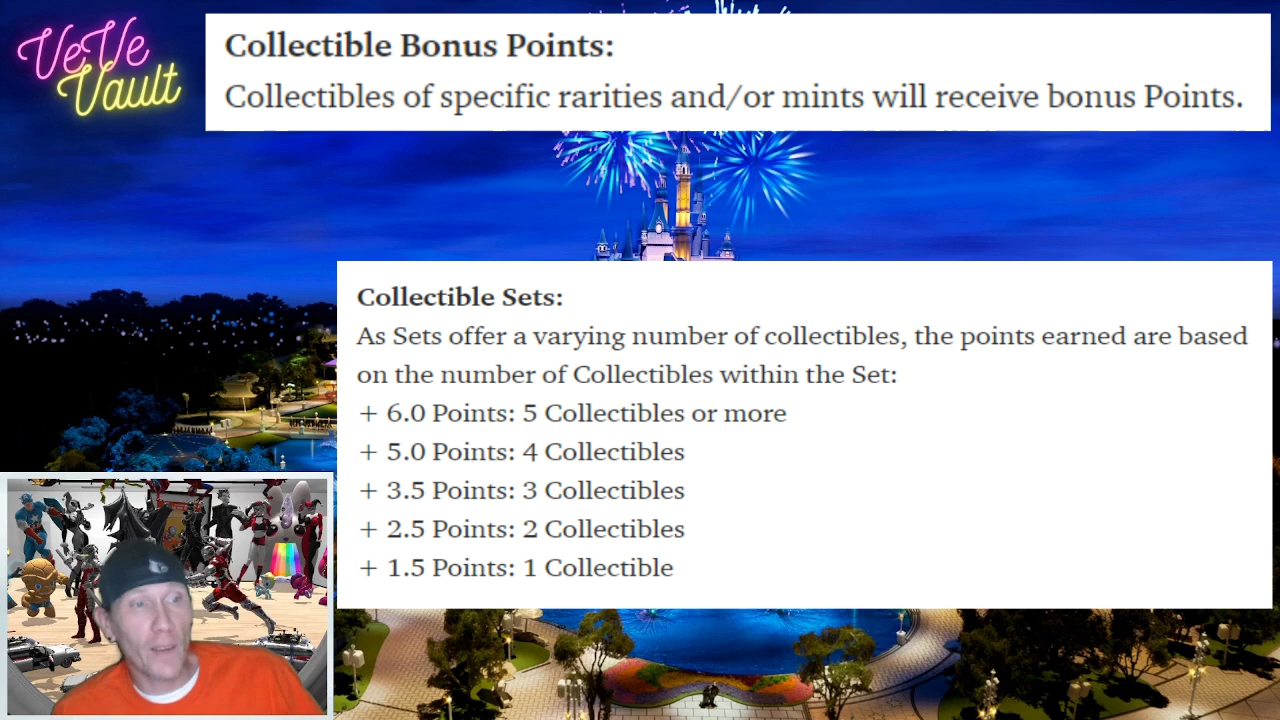 VeVe
Vault
Collectible Bonus Points:
Collectibles of specific rarities and/or mints will receive bonus Points.
Collectible Sets:
As Sets offer a varying number of collectibles, the points earned are based
on the number of Collectibles within the Set:
+ 6.0 Points: 5 Collectibles or more
+ 5.0 Points: 4 Collectibles
+ 3.5 Points: 3 Collectibles
+ 2.5 Points: 2 Collectibles
+ 1.5 Points: 1 Collectible